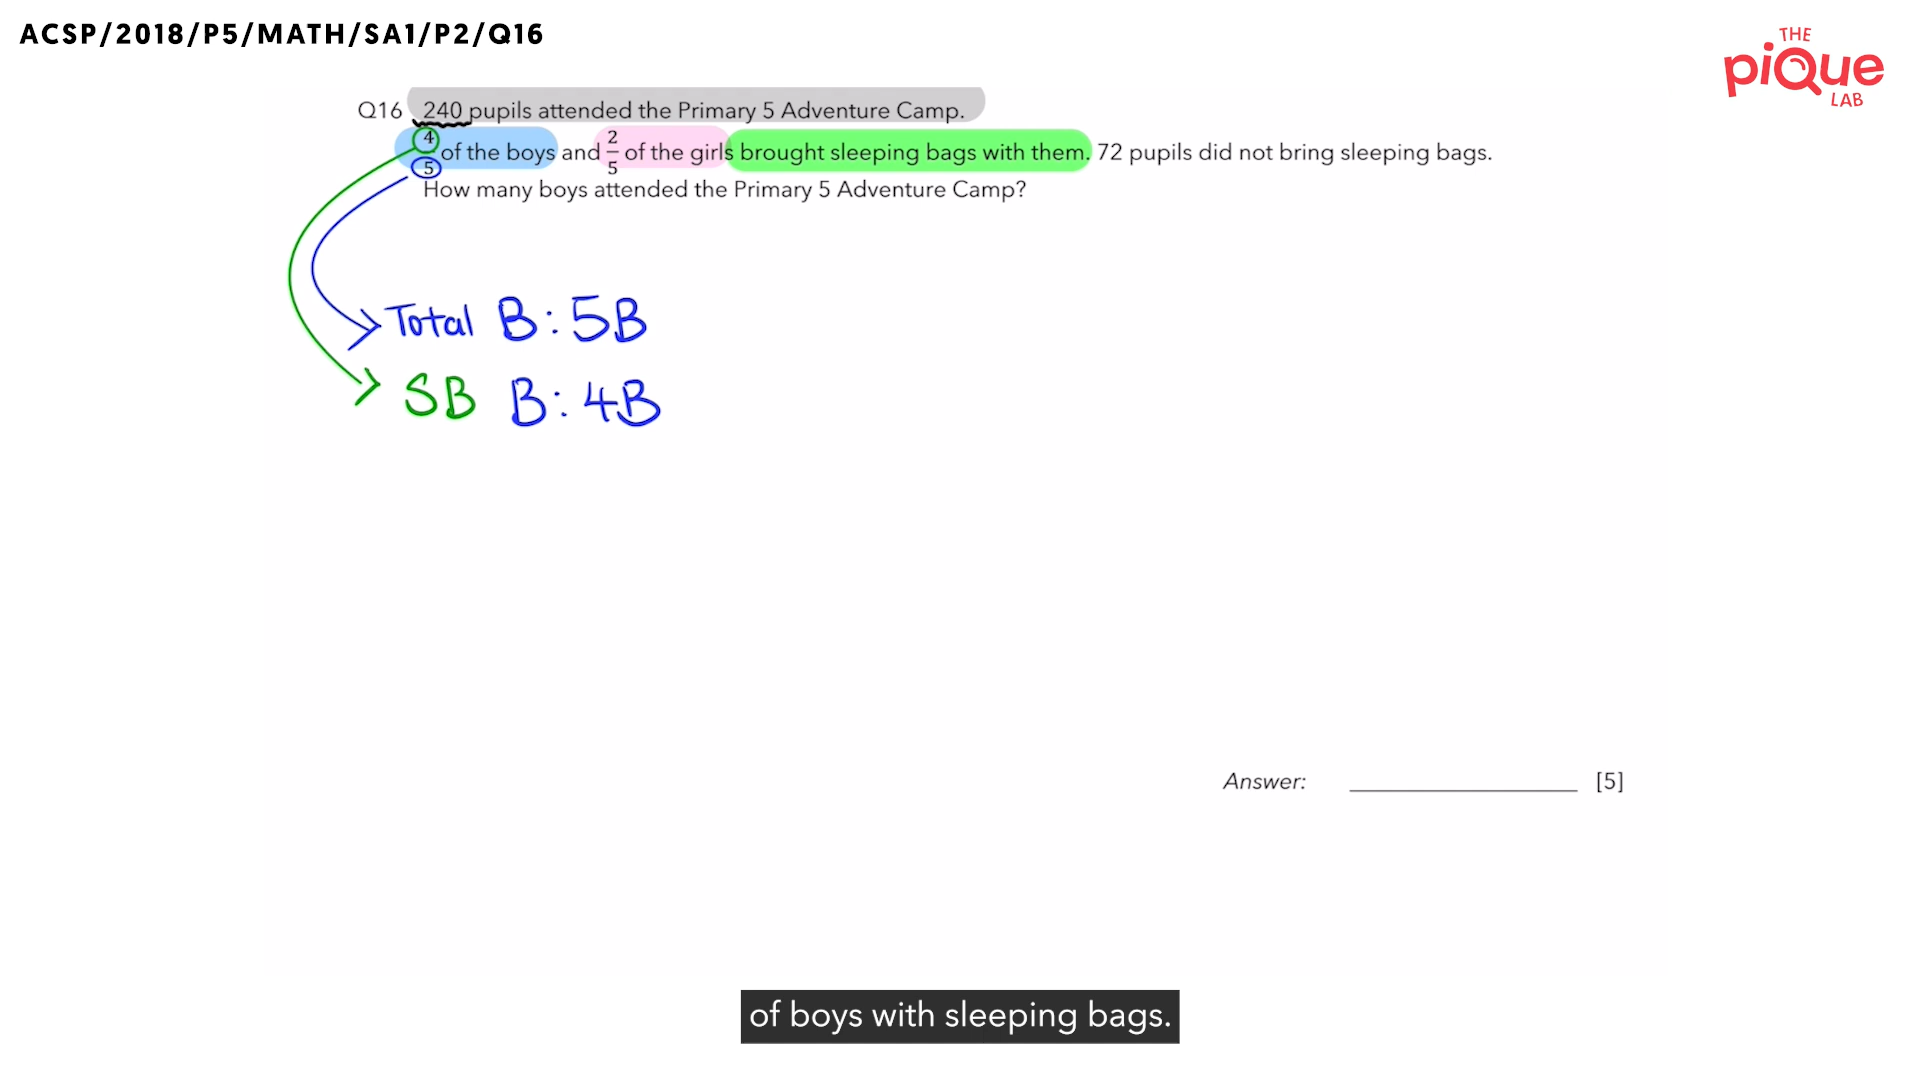 ACSP/2018/P5/MATH/SA1/P2/Q16
THE
piQue
LAB
Q16 240 pupils attended the Primary 5 Adventure Camp.
4/5 of the boys and 2/5 of the girls brought sleeping bags with them. 72 pupils did not bring sleeping bags.
How many boys attended the Primary 5 Adventure Camp?
Total B: 5B
SB B: 4B
Answer: ____________________ [5]
of boys with sleeping bags.